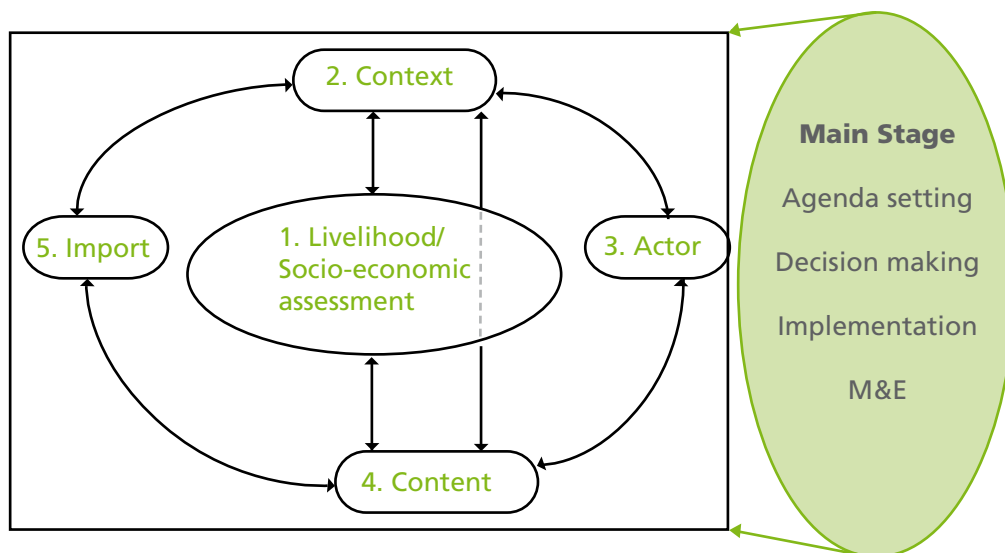 2. Context
5. Import
1. Livelihood/
Socio-economic
assessment
3. Actor
4. Content
Main Stage
Agenda setting
Decision making
Implementation
M&E